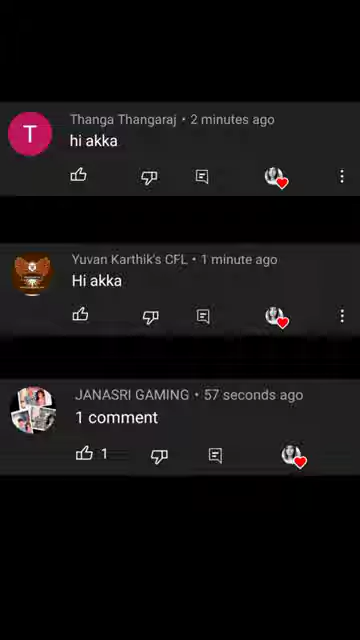 T
Thanga Thangaraj • 2 minutes ago
hi akka
Yuvan Karthik's CFL • 1 minute ago
Hi akka
JANASRI GAMING • 57 seconds ago
1 comment
1